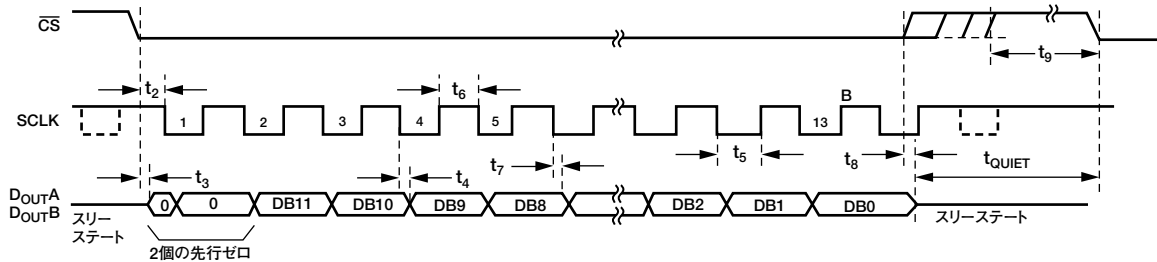 CS
t9
t2
t6
B
SCLK
1 2 3 4 5 13
t3
t4
t7
t5
t8
tQUIET
DOUTA
DOUTB
0 0 DB11 DB10 DB9 DB8 DB2 DB1 DB0
スリー
ステート
スリーステート
2個の先行ゼロ